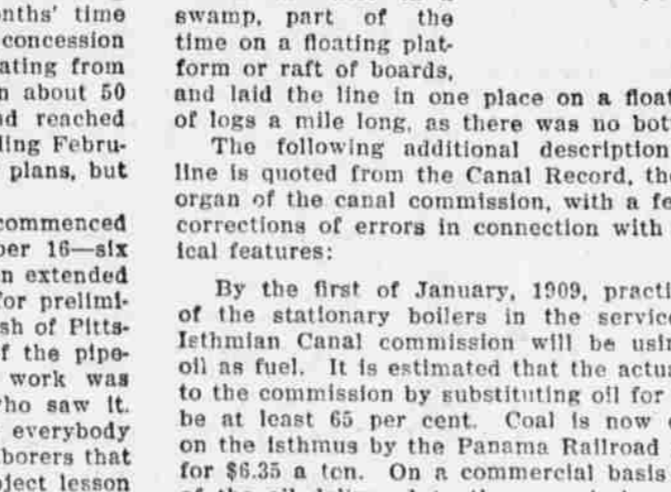 nths' time
concession
ating from
n about 50
d reached
ling Febru-
plans, but
commenced
ber 16—six
n extended
for prelimi-
sh of Pitts-
f the pipe-
work was
who saw it.
everybody
borers that
ject lesson
swamp, part of the
time on a floating plat-
form or raft of boards,
and laid the line in one place on a float
of logs a mile long, as there was no bot
The following additional description
line is quoted from the Canal Record, the
organ of the canal commission, with a fe
corrections of errors in connection with
ical features:
By the first of January, 1909, practi
of the stationary boilers in the service
Isthmian Canal commission will be usin
oil as fuel. It is estimated that the actua
to the commission by substituting oil for
be at least 65 per cent. Coal is now
on the isthmus by the Panama Railroad
for $6.35 a ton. On a commercial basis